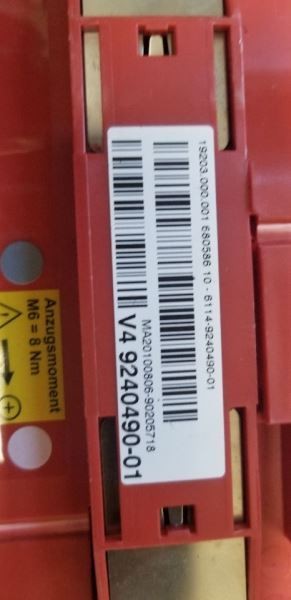 19203.000.001 680586.10 - 6114-9240490-01
MA20100806-90205718
V4 9240490-01
Anzugsmoment
M6 = 8 Nm